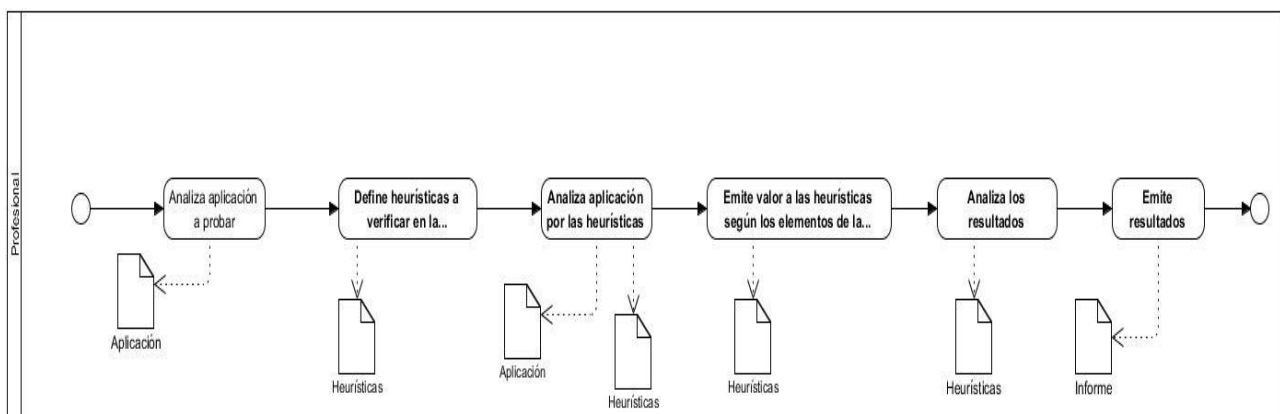 Profesional
Analiza aplicación
a probar
Define heurísticas a
verificar en la...
Analiza aplicación
por las heurísticas
Emite valor a las heurísticas
según los elementos de la...
Analiza los
resultados
Emite
resultados
Aplicación
Heurísticas
Aplicación
Heurísticas
Heurísticas
Heurísticas
Informe